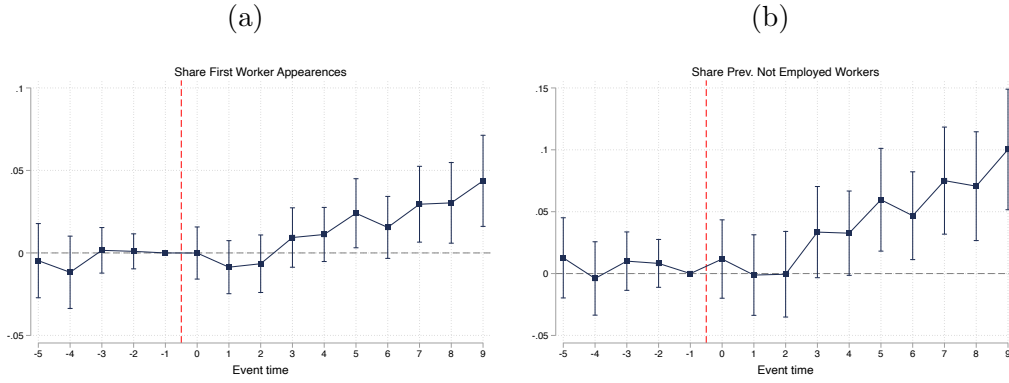 (a)
(b)
Share First Worker Appearences
.1
.05
0
-.05
-5 -4 -3 -2 -1 0 1 2 3 4 5 6 7 8 9
Event time
Share Prev. Not Employed Workers
.15
.1
.05
0
-.05
-5 -4 -3 -2 -1 0 1 2 3 4 5 6 7 8 9
Event time